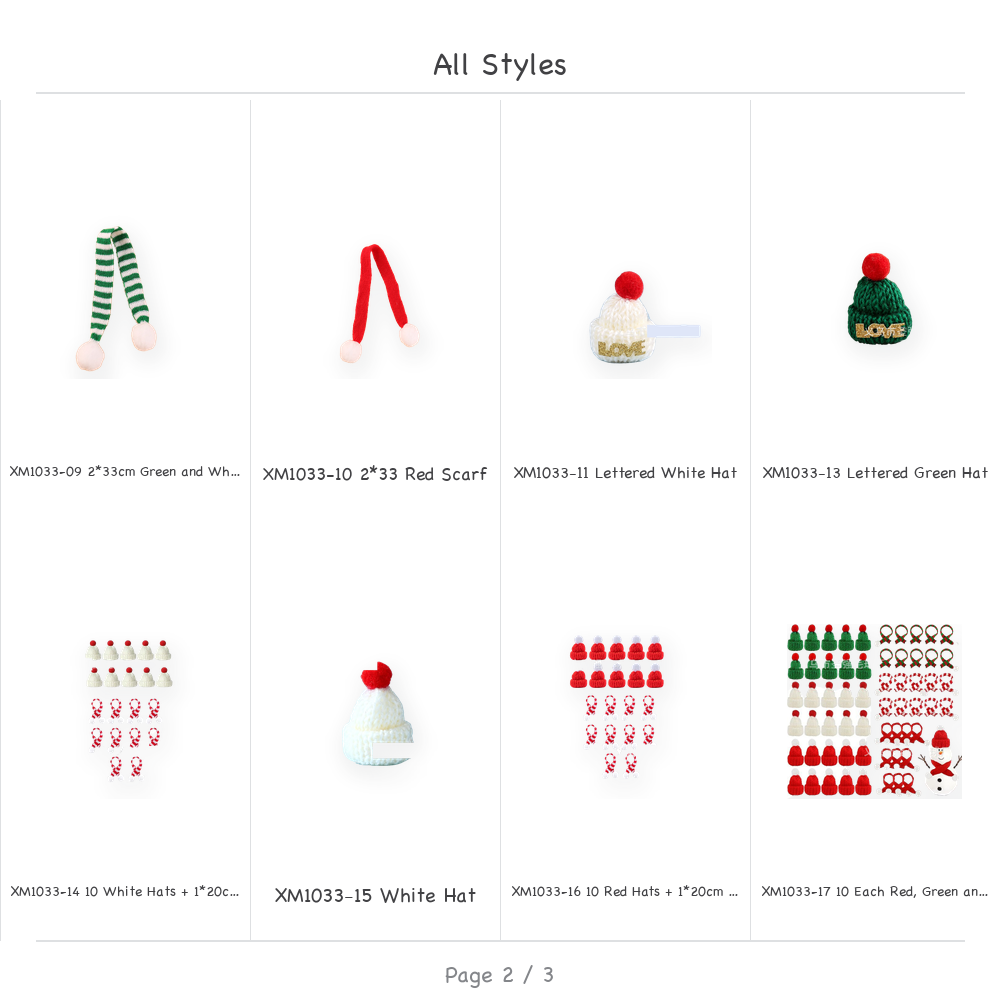 All Styles
LOVE
LOVE
XM1033-09 2*33cm Green and Wh...
XM1033-10 2*33 Red Scarf
XM1033-11 Lettered White Hat
XM1033-13 Lettered Green Hat
XM1033-14 10 White Hats + 1*20c...
XM1033-15 White Hat
XM1033-16 10 Red Hats + 1*20cm ...
XM1033-17 10 Each Red, Green an...
Page 2 / 3